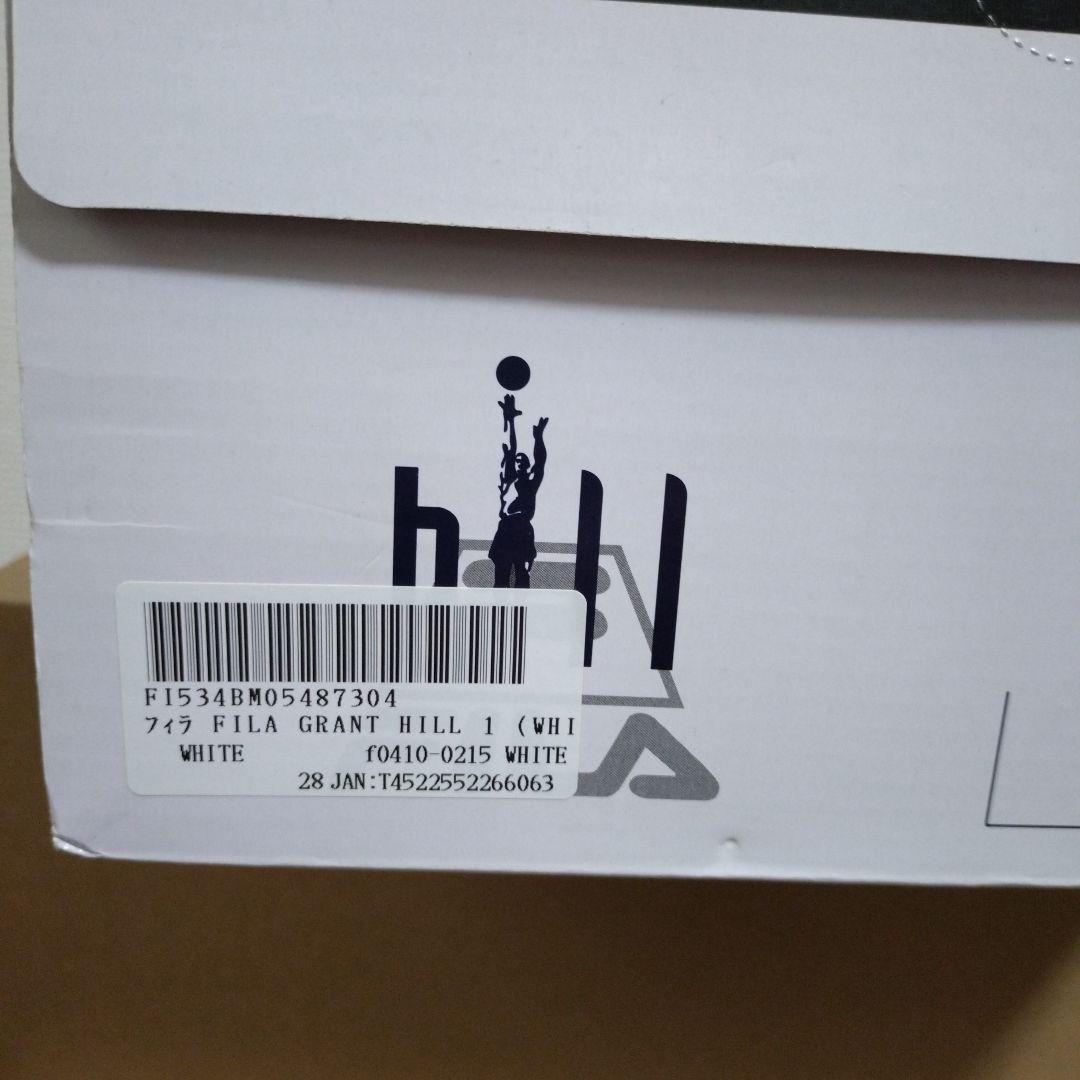 hill
FI534BM05487304
フィラ FILA GRANT HILL 1 (WHI
WHITE f0410-0215 WHITE
28 JAN:T4522552266063